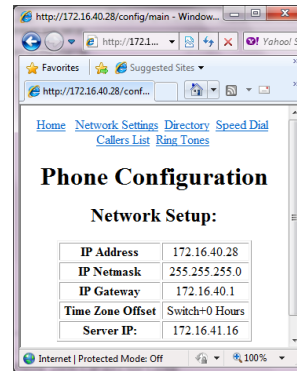 http://172.16.40.28/config/main - Window...
http://172.1...
Yahoo! S
Favorites
Suggested Sites
http://172.16.40.28/conf...
Home Network Settings Directory Speed Dial
Callers List Ring Tones
Phone Configuration
Network Setup:
IP Address 172.16.40.28
IP Netmask 255.255.255.0
IP Gateway 172.16.40.1
Time Zone Offset Switch+0 Hours
Server IP: 172.16.41.16
Internet | Protected Mode: Off 100%